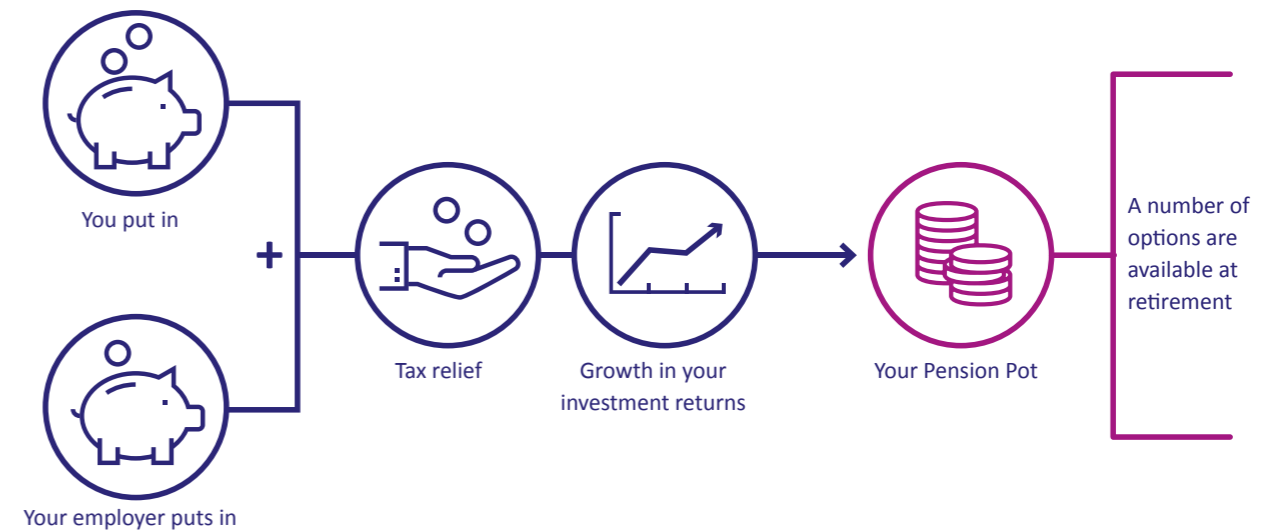 You put in
+
Your employer puts in
Tax relief
Growth in your
investment returns
Your Pension Pot
A number of
options are
available at
retirement